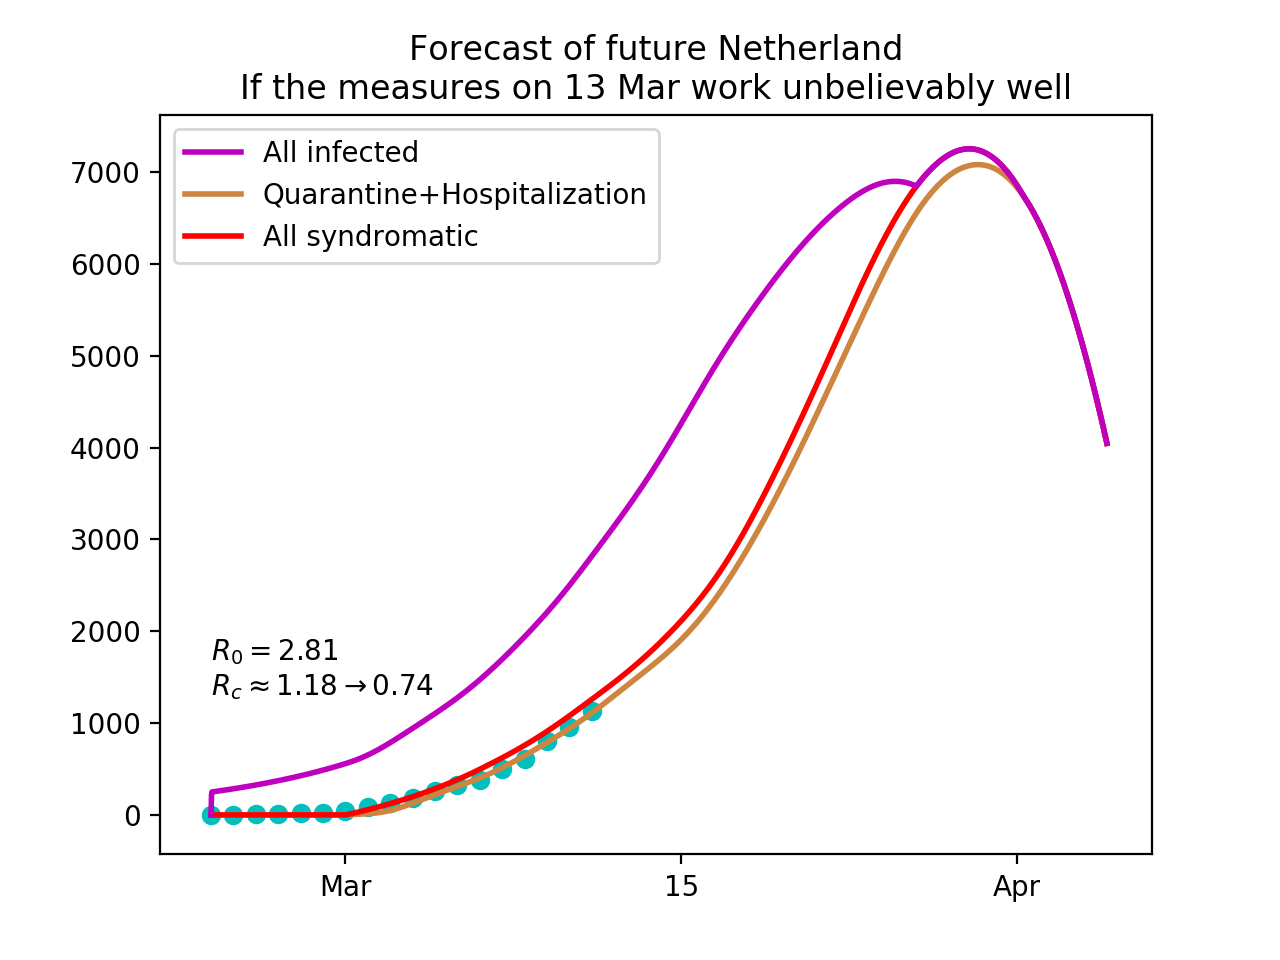 Forecast of future Netherland
If the measures on 13 Mar work unbelievably well
All infected
Quarantine+Hospitalization
All syndromatic
7000
6000
5000
4000
3000
2000
1000
0
R₀ = 2.81
R_c ≈ 1.18 → 0.74
Mar 15 Apr